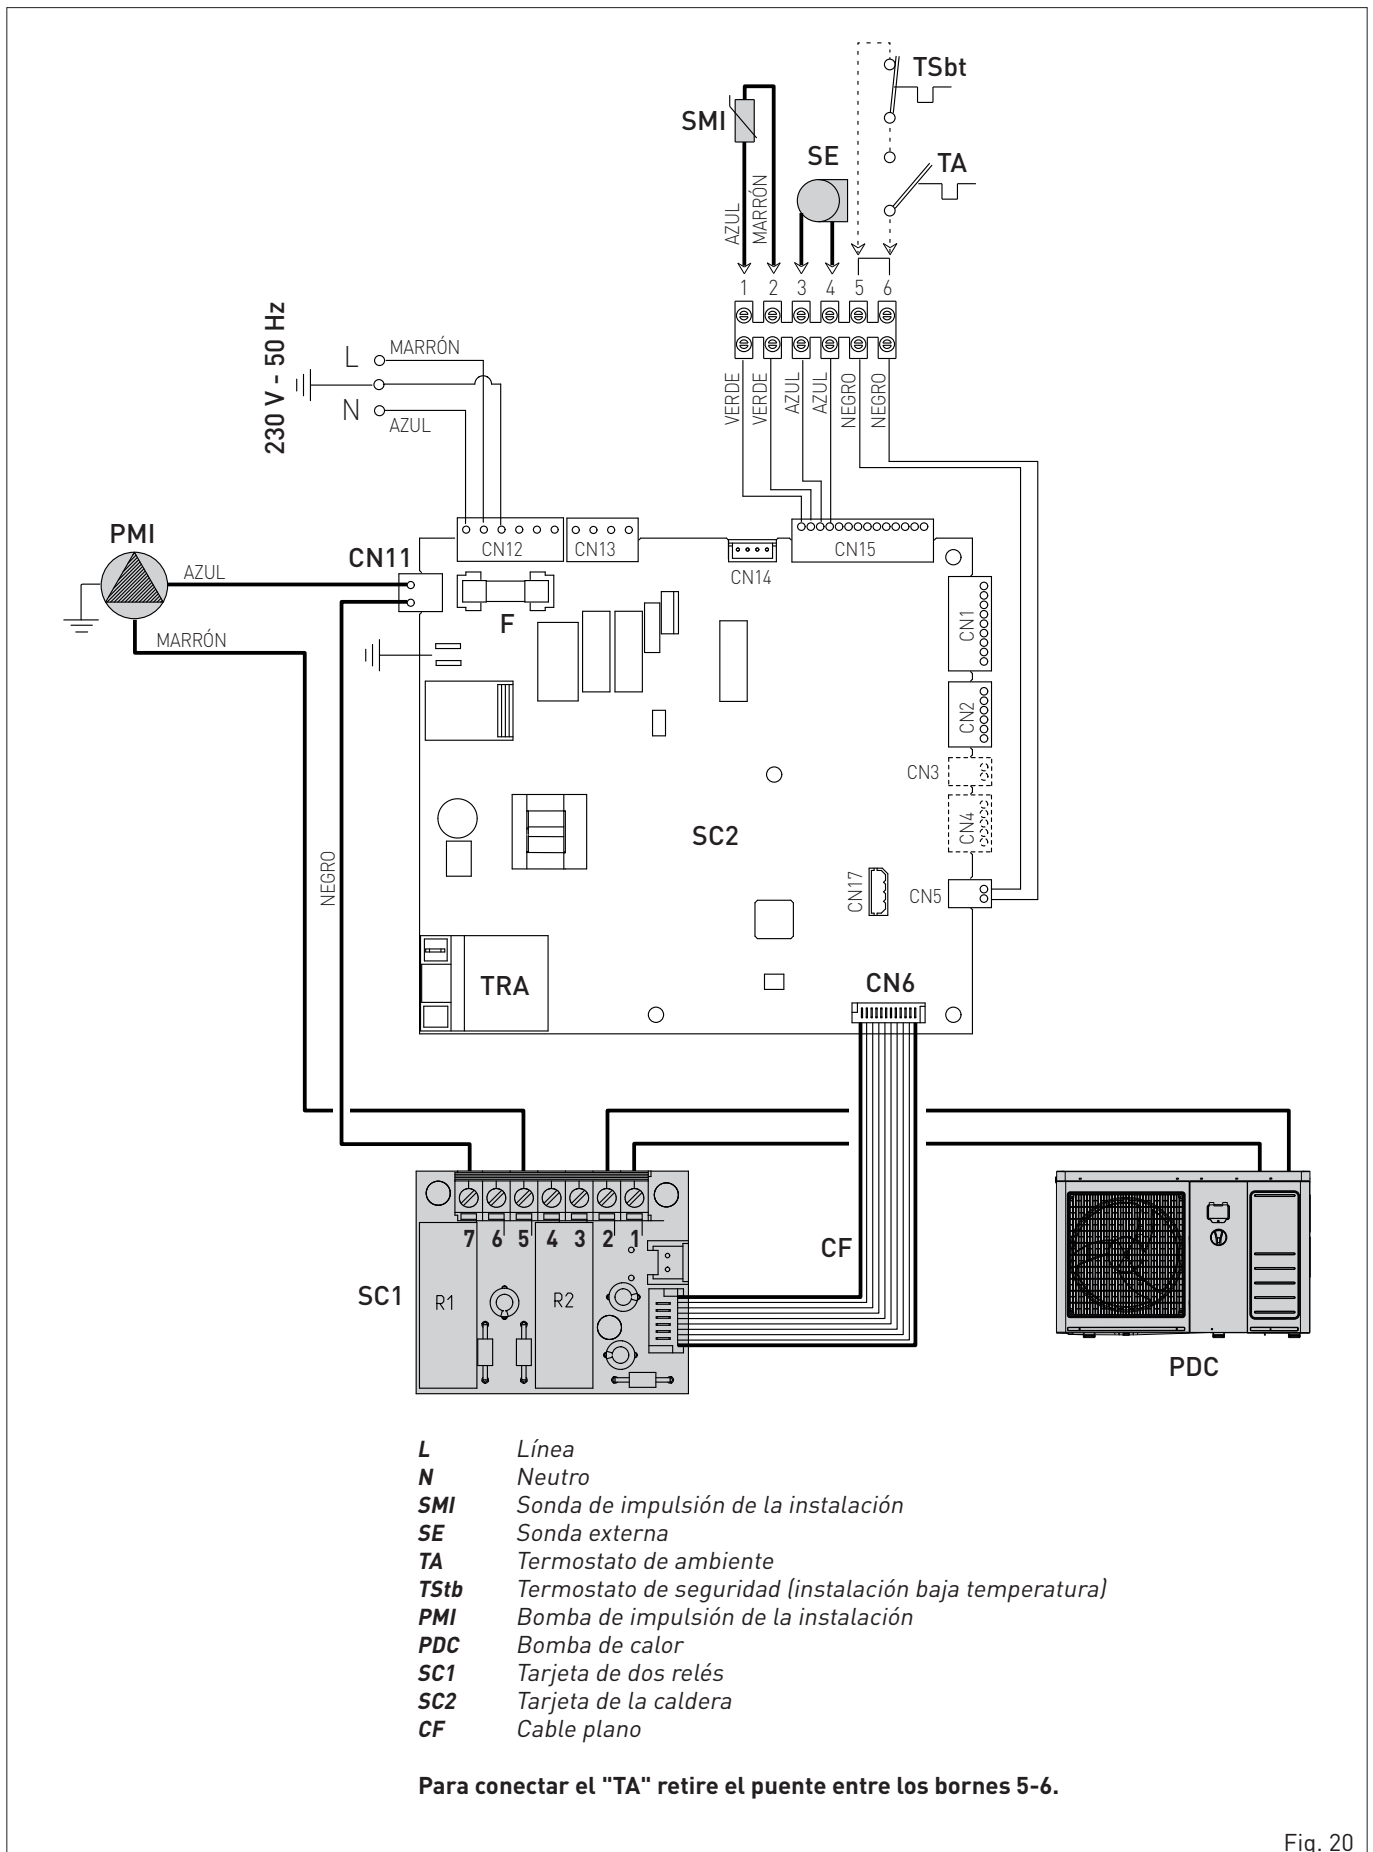 TSbt
SMI
SE
TA
AZUL
MARRÓN
1 2 3 4 5 6
230 V - 50 Hz
L
MARRÓN
N
AZUL
VERDE
VERDE
AZUL
AZUL
NEGRO
NEGRO
PMI
AZUL
MARRÓN
CN11
CN12
CN13
CN14
CN15
F
CN1
CN2
CN3
CN4
SC2
CN17
CN5
NEGRO
TRA
CN6
7 6 5 4 3 2 1
SC1
R1
R2
CF
PDC
L Línea
N Neutro
SMI Sonda de impulsión de la instalación
SE Sonda externa
TA Termostato de ambiente
TStb Termostato de seguridad (instalación baja temperatura)
PMI Bomba de impulsión de la instalación
PDC Bomba de calor
SC1 Tarjeta de dos relés
SC2 Tarjeta de la caldera
CF Cable plano
Para conectar el "TA" retire el puente entre los bornes 5-6.
Fig. 20